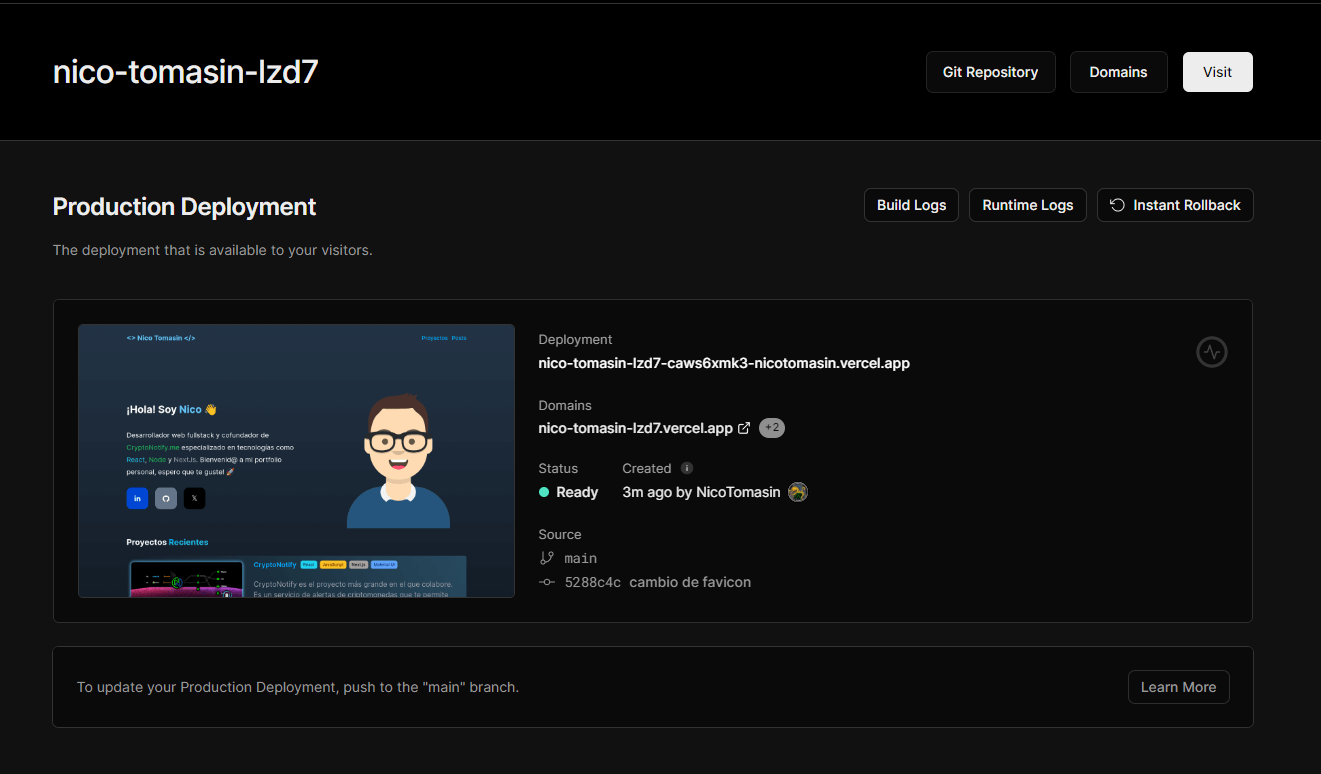 nico-tomasin-lzd7
Git Repository
Domains
Visit
Production Deployment
Build Logs
Runtime Logs
Instant Rollback
The deployment that is available to your visitors.
<> Nico Tomasin </>
Proyectos Posts
¡Hola! Soy Nico 👋
Desarrollador web fullstack y cofundador de
CryptoNotify.me especializado en tecnologías como
React, Node y NextJs. Bienvenid@ a mi portfolio
personal, espero que te guste! 🚀
in
X
Proyectos Recientes
CryptoNotify React JavaScript Next.js Material UI
CryptoNotify es el proyecto más grande en el que colabore.
Es un servicio de alertas de criptomonedas que te permite
Deployment
nico-tomasin-lzd7-caws6xmk3-nicotomasin.vercel.app
Domains
nico-tomasin-lzd7.vercel.app +2
Status Created
Ready 3m ago by NicoTomasin
Source
main
5288c4c cambio de favicon
To update your Production Deployment, push to the "main" branch.
Learn More